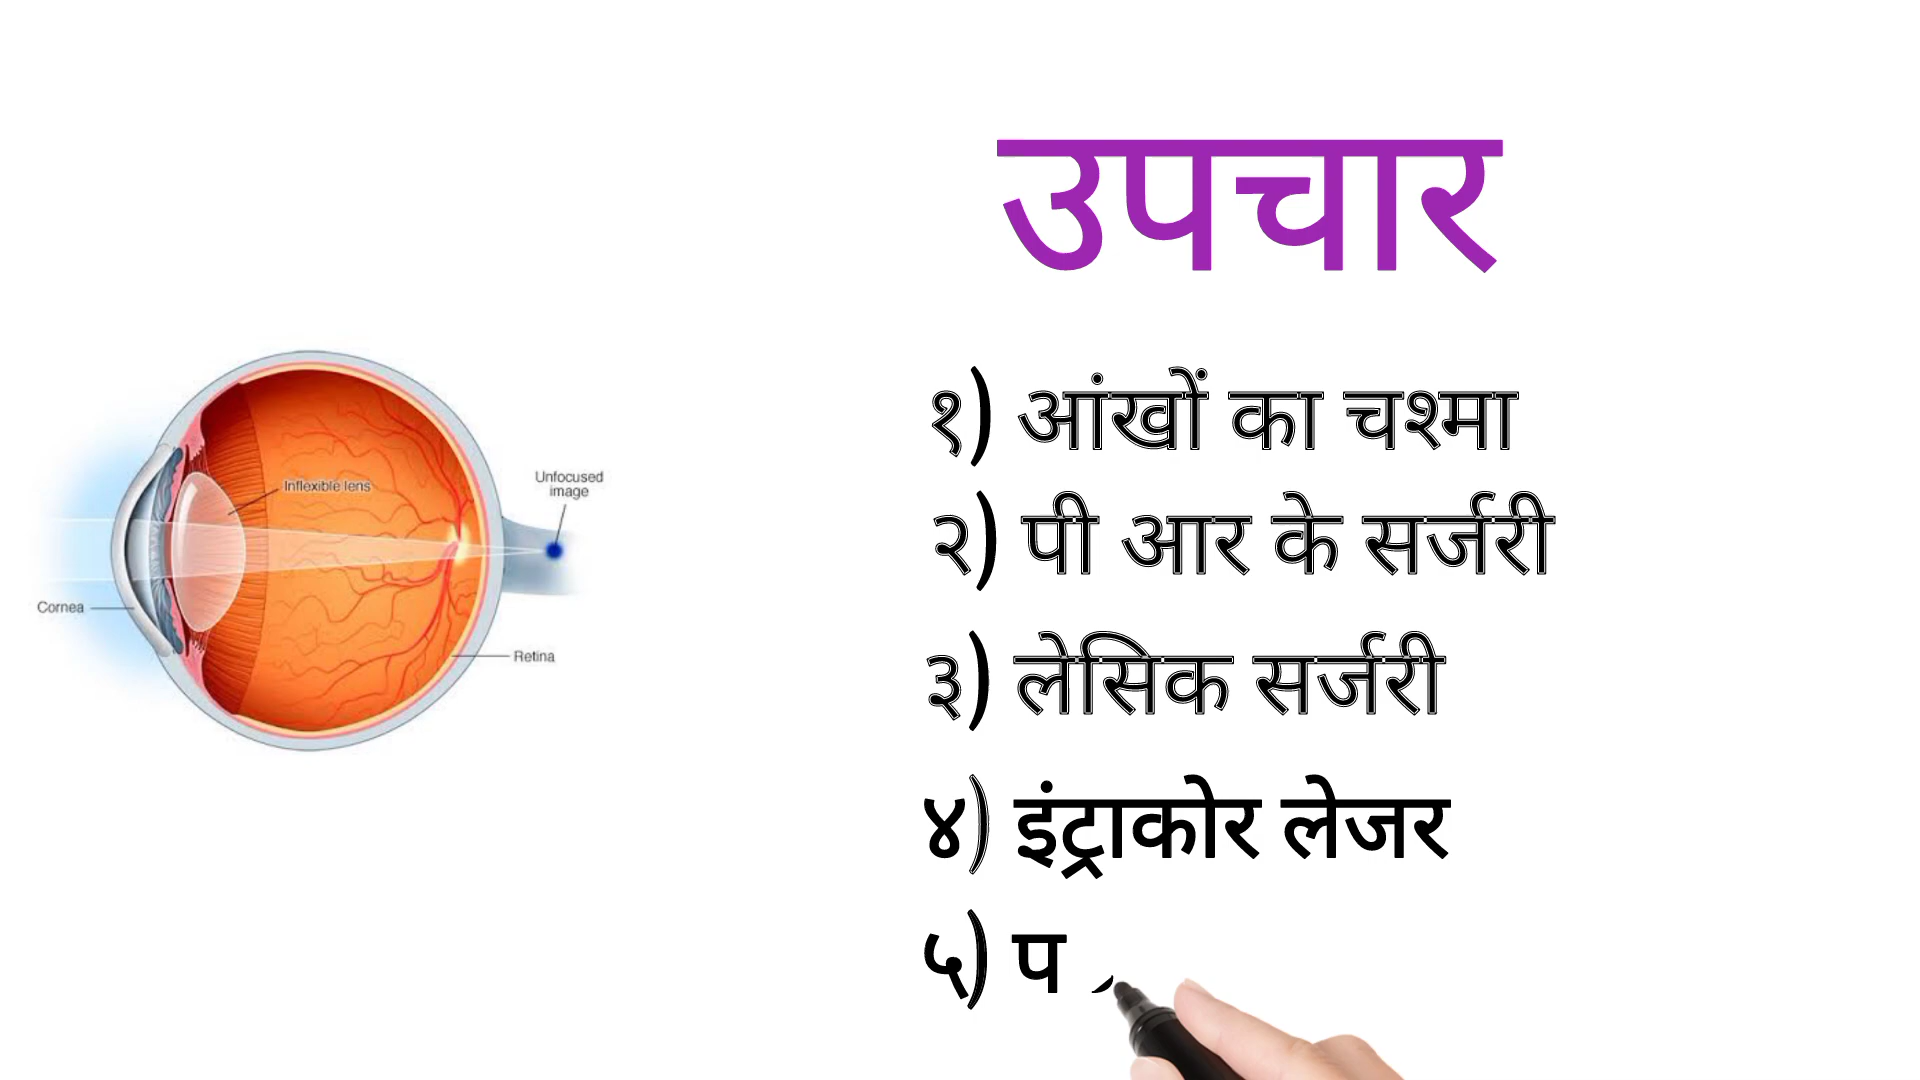 उपचार
१) आंखों का चश्मा
२) पी आर के सर्जरी
३) लेसिक सर्जरी
४) इंट्राकोर लेजर
५) प
Inflexible lens
Unfocused
image
Cornea
Retina